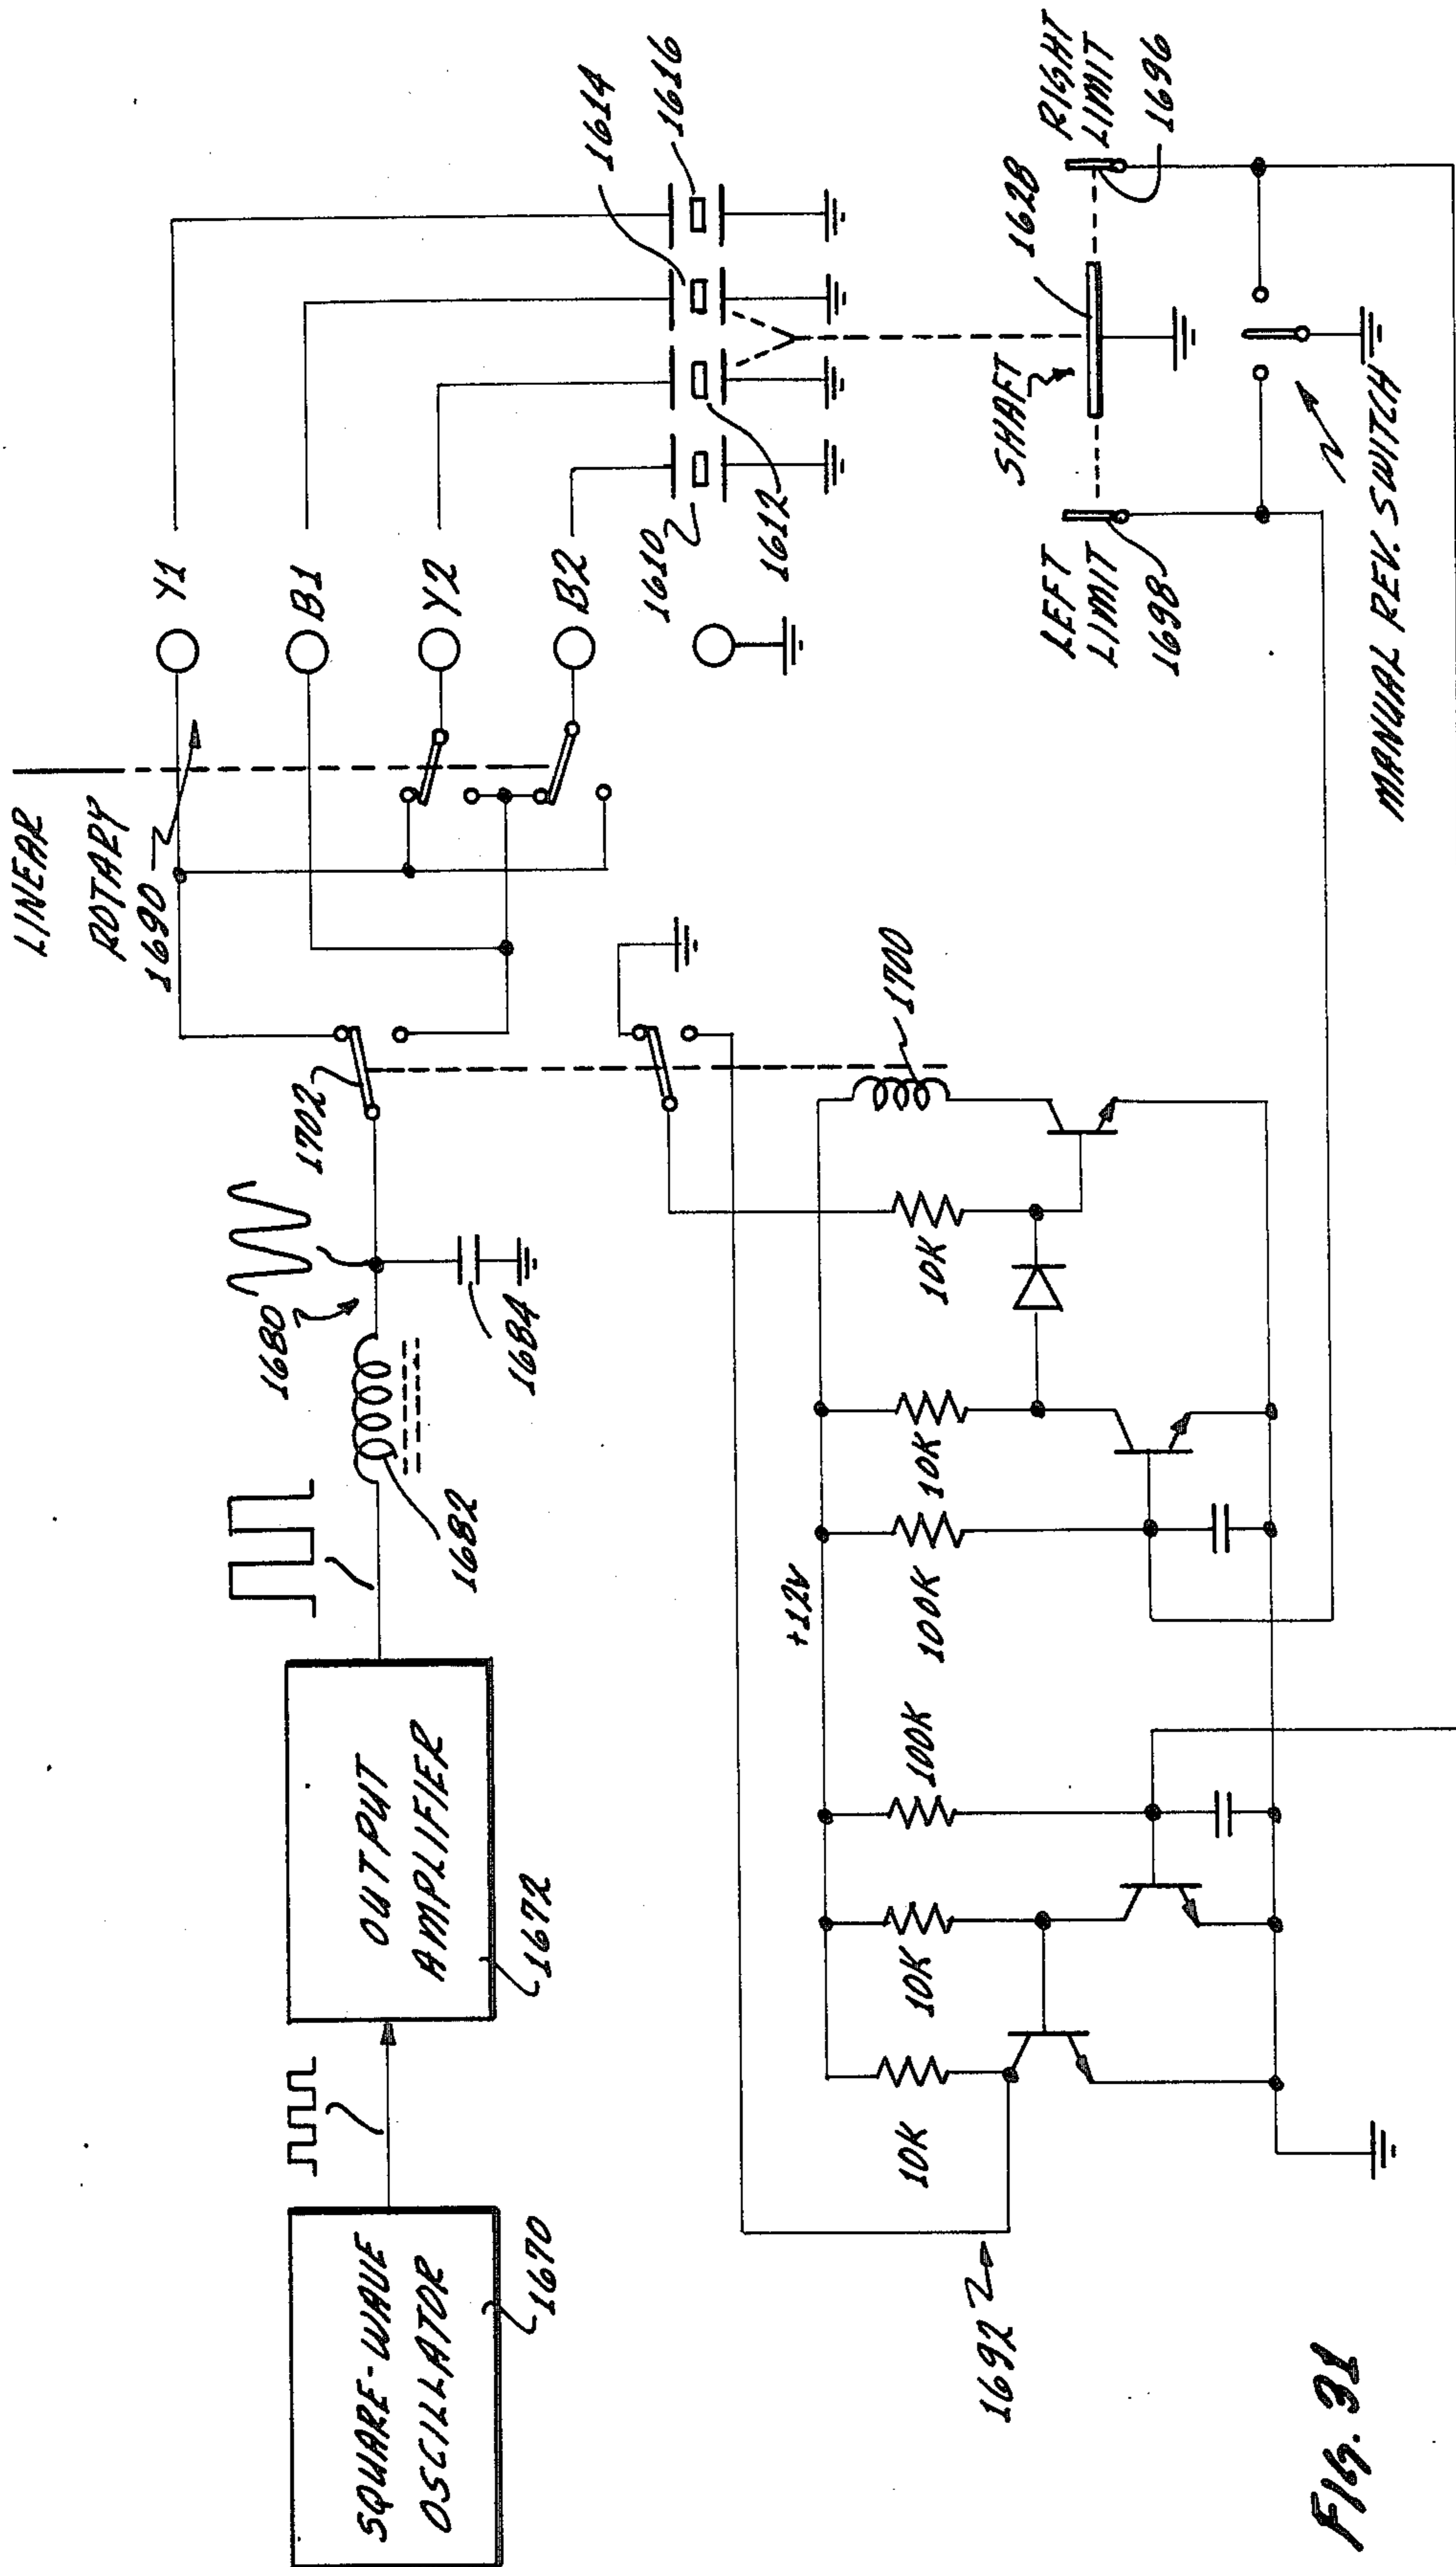 LINEAR
ROTARY
1690
Y1
B1
Y2
B2
1614
1616
1610
1612
1702
1680
1684
1682
OUTPUT
AMPLIFIER
1672
SQUARE-WAVE
OSCILLATOR
1670
1700
10K
10K
100K
+12V
100K
10K
10K
1692
SHAFT
1628
LEFT
LIMIT
1698
RIGHT
LIMIT
1696
MANUAL REV. SWITCH
FIG. 31